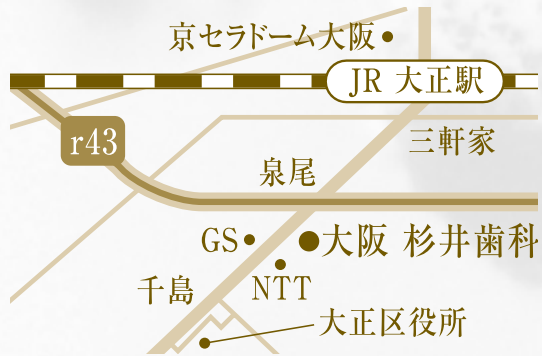 京セラドーム大阪
JR 大正駅
r43
三軒家
泉尾
GS
大阪 杉井歯科
千島
NTT
大正区役所